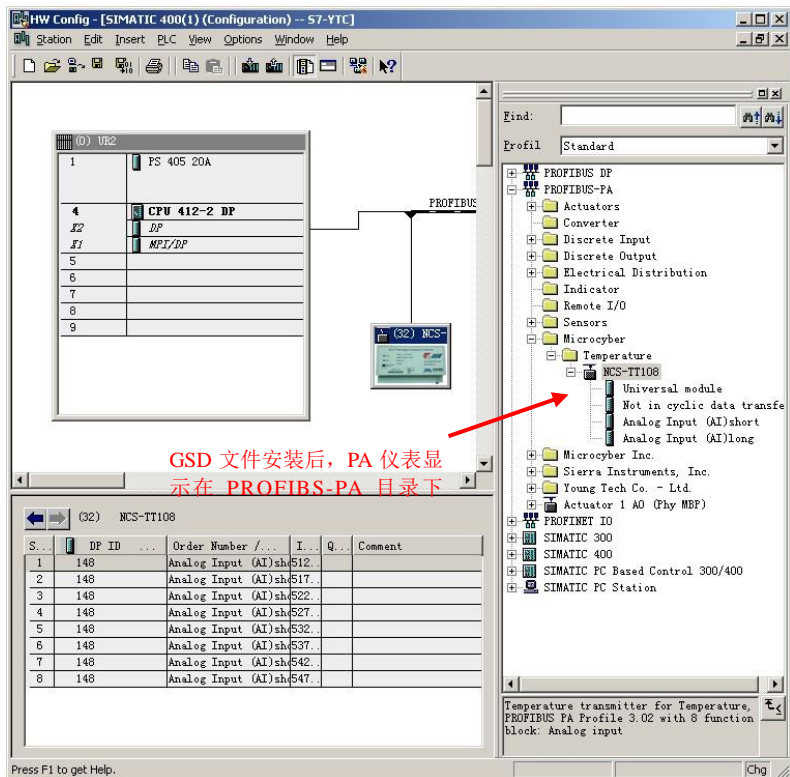 HW Config - [SIMATIC 400(1) (Configuration) -- S7-YTC]
Station Edit Insert PLC View Options Window Help
(0) UR2
1 PS 405 20A
4 CPU 412-2 DP
X2 DP
X1 MPI/DP
5
6
7
8
9
PROFIBUS
(32) NCS-
GSD 文件安装后，PA 仪表显
示在 PROFIBS-PA 目录下
Find:
Profil Standard
PROFIBUS DP
PROFIBUS-PA
Actuators
Converter
Discrete Input
Discrete Output
Electrical Distribution
Indicator
Remote I/O
Sensors
Microcyber
Temperature
NCS-TT108
Universal module
Not in cyclic data transfe
Analog Input (AI)short
Analog Input (AI)long
Microcyber Inc.
Sierra Instruments, Inc.
Young Tech Co. - Ltd.
Actuator 1 AO (Phy MBP)
PROFINET IO
SIMATIC 300
SIMATIC 400
SIMATIC PC Based Control 300/400
SIMATIC PC Station
(32) NCS-TT108
S... DP ID ... Order Number /... I... Q... Comment
1 148 Analog Input (AI)sho 512..
2 148 Analog Input (AI)sho 517..
3 148 Analog Input (AI)sho 522..
4 148 Analog Input (AI)sho 527..
5 148 Analog Input (AI)sho 532..
6 148 Analog Input (AI)sho 537..
7 148 Analog Input (AI)sho 542..
8 148 Analog Input (AI)sho 547..
Temperature transmitter for Temperature,
PROFIBUS PA Profile 3.02 with 8 function
block: Analog input
Press F1 to get Help.
Chg